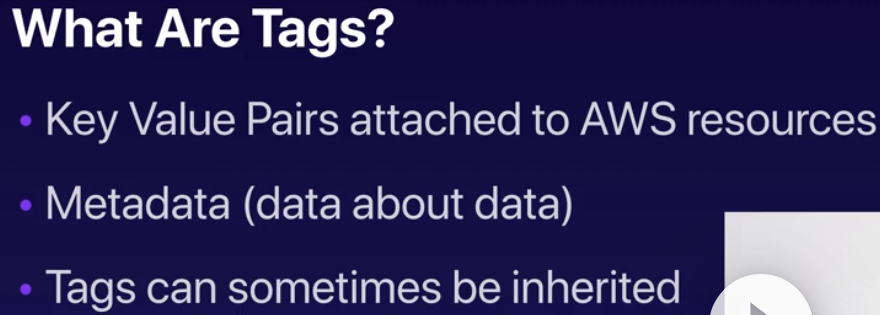 What Are Tags?
• Key Value Pairs attached to AWS resources
• Metadata (data about data)
• Tags can sometimes be inherited